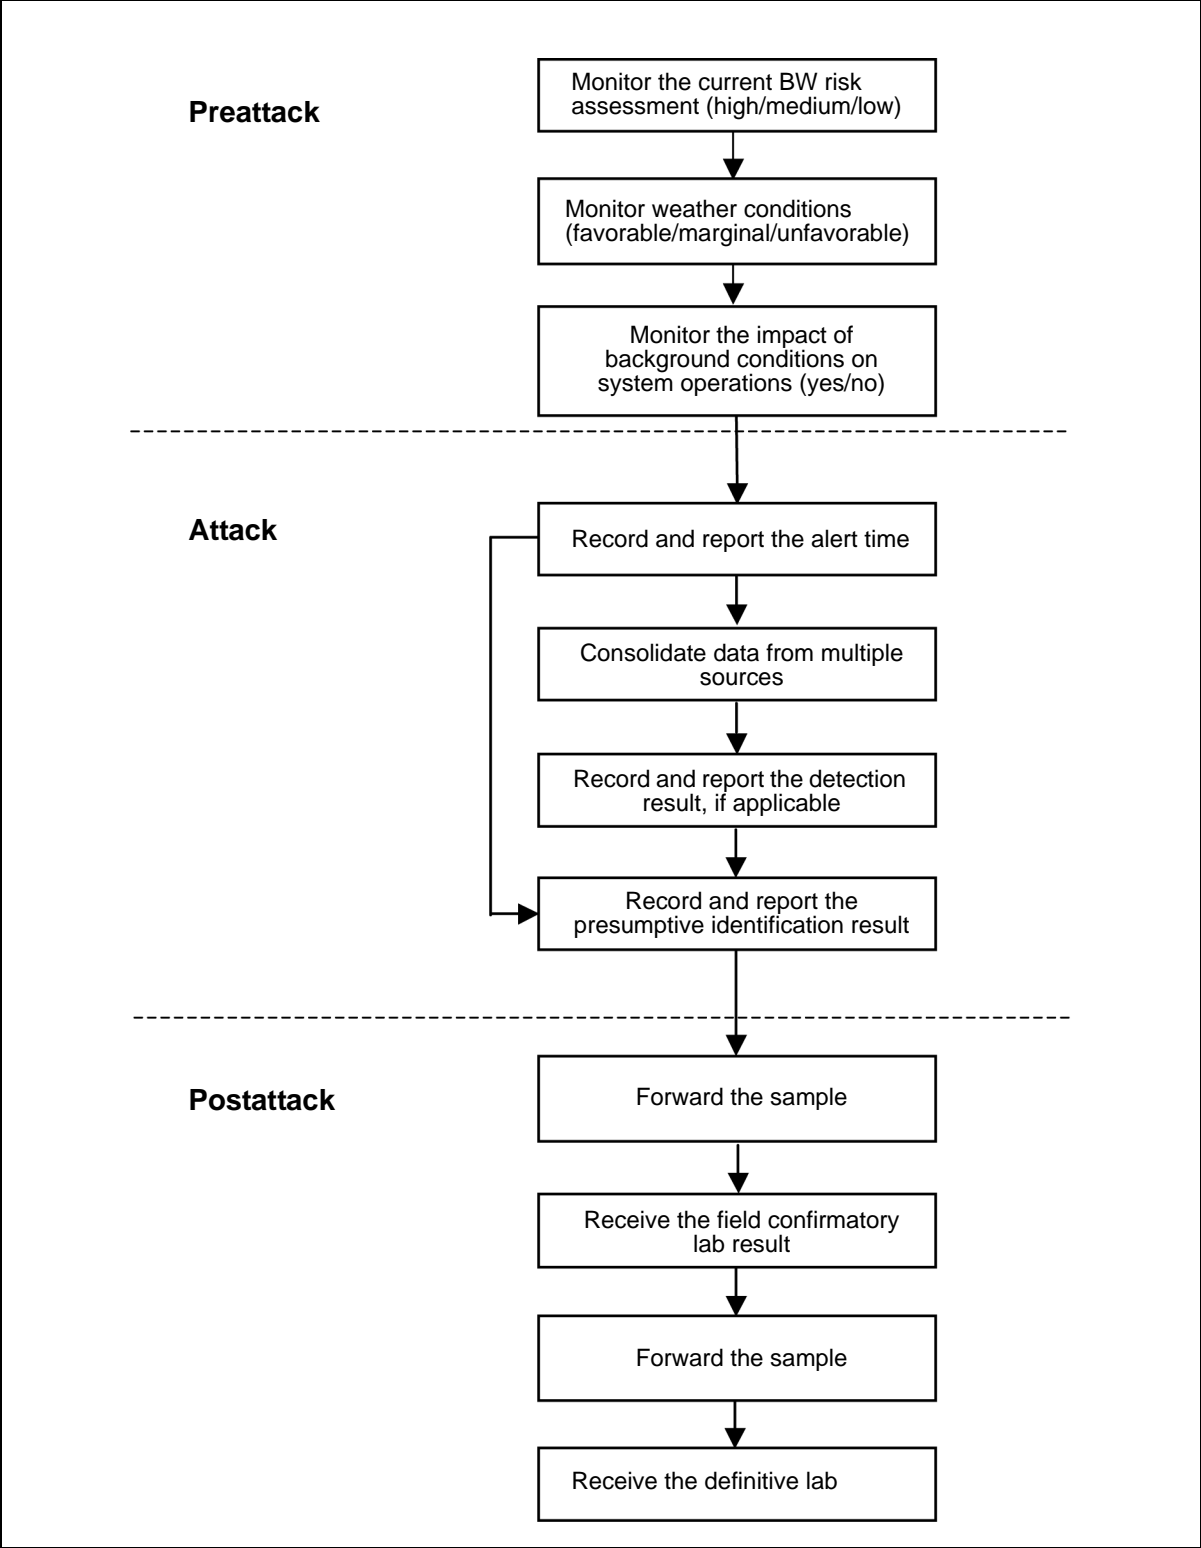 Preattack
Monitor the current BW risk
assessment (high/medium/low)
Monitor weather conditions
(favorable/marginal/unfavorable)
Monitor the impact of
background conditions on
system operations (yes/no)
Attack
Record and report the alert time
Consolidate data from multiple
sources
Record and report the detection
result, if applicable
Record and report the
presumptive identification result
Postattack
Forward the sample
Receive the field confirmatory
lab result
Forward the sample
Receive the definitive lab